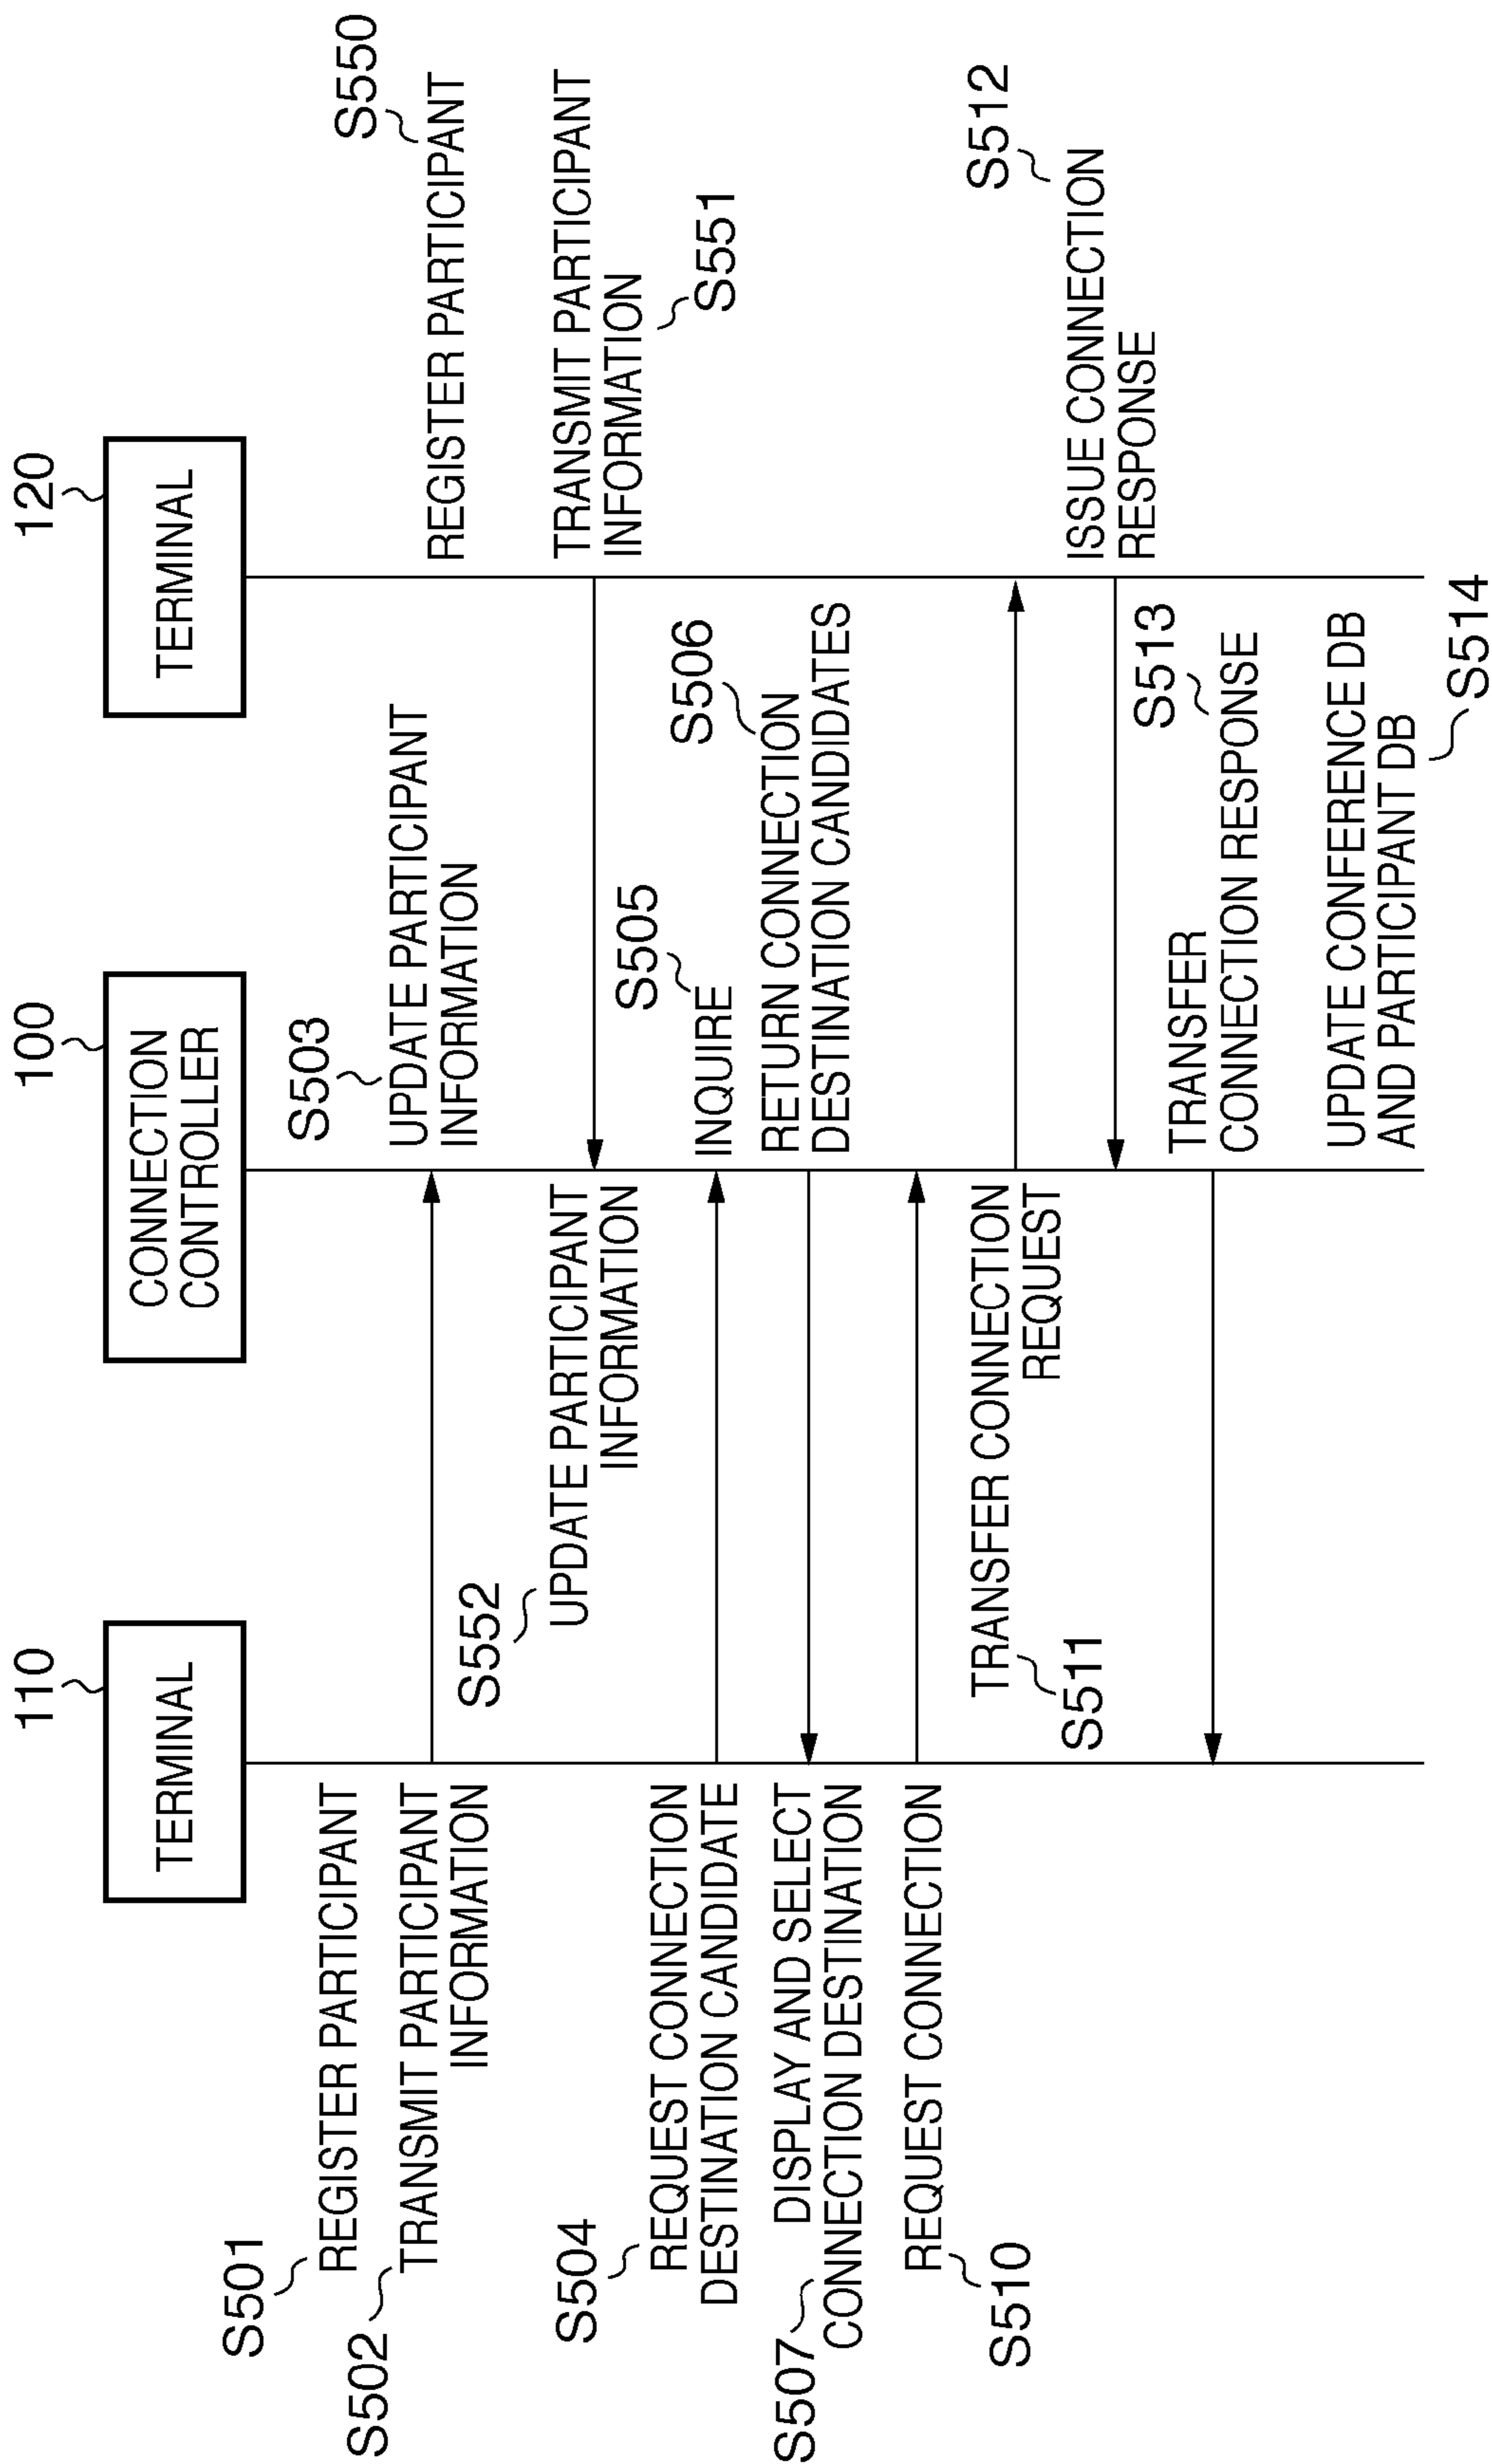 110
TERMINAL
100
CONNECTION
CONTROLLER
120
TERMINAL
S501
REGISTER PARTICIPANT
S502
TRANSMIT PARTICIPANT
INFORMATION
S503
UPDATE PARTICIPANT
INFORMATION
S550
REGISTER PARTICIPANT
TRANSMIT PARTICIPANT
INFORMATION
S551
S552
UPDATE PARTICIPANT
INFORMATION
S504
REQUEST CONNECTION
DESTINATION CANDIDATE
S505
INQUIRE
S506
RETURN CONNECTION
DESTINATION CANDIDATES
DISPLAY AND SELECT
CONNECTION DESTINATION
S507
REQUEST CONNECTION
S510
TRANSFER CONNECTION
REQUEST
S511
S512
ISSUE CONNECTION
RESPONSE
S513
TRANSFER
CONNECTION RESPONSE
UPDATE CONFERENCE DB
AND PARTICIPANT DB
S514